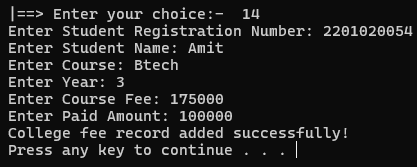 |==> Enter your choice:-  14
Enter Student Registration Number: 2201020054
Enter Student Name: Amit
Enter Course: Btech
Enter Year: 3
Enter Course Fee: 175000
Enter Paid Amount: 100000
College fee record added successfully!
Press any key to continue . . .